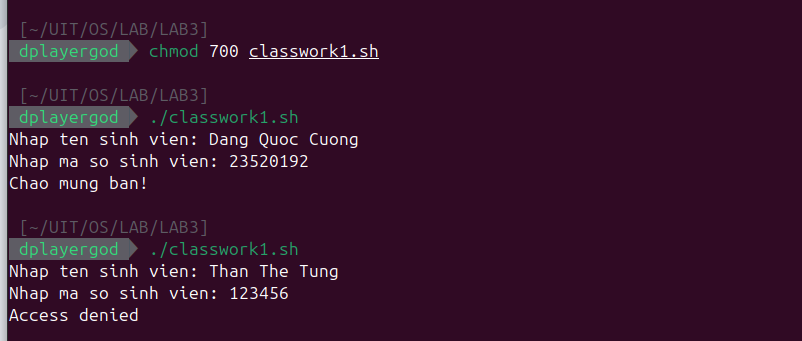 [~/UIT/OS/LAB/LAB3]
dplayergod chmod 700 classwork1.sh
[~/UIT/OS/LAB/LAB3]
dplayergod ./classwork1.sh
Nhap ten sinh vien: Dang Quoc Cuong
Nhap ma so sinh vien: 23520192
Chao mung ban!
[~/UIT/OS/LAB/LAB3]
dplayergod ./classwork1.sh
Nhap ten sinh vien: Than The Tung
Nhap ma so sinh vien: 123456
Access denied